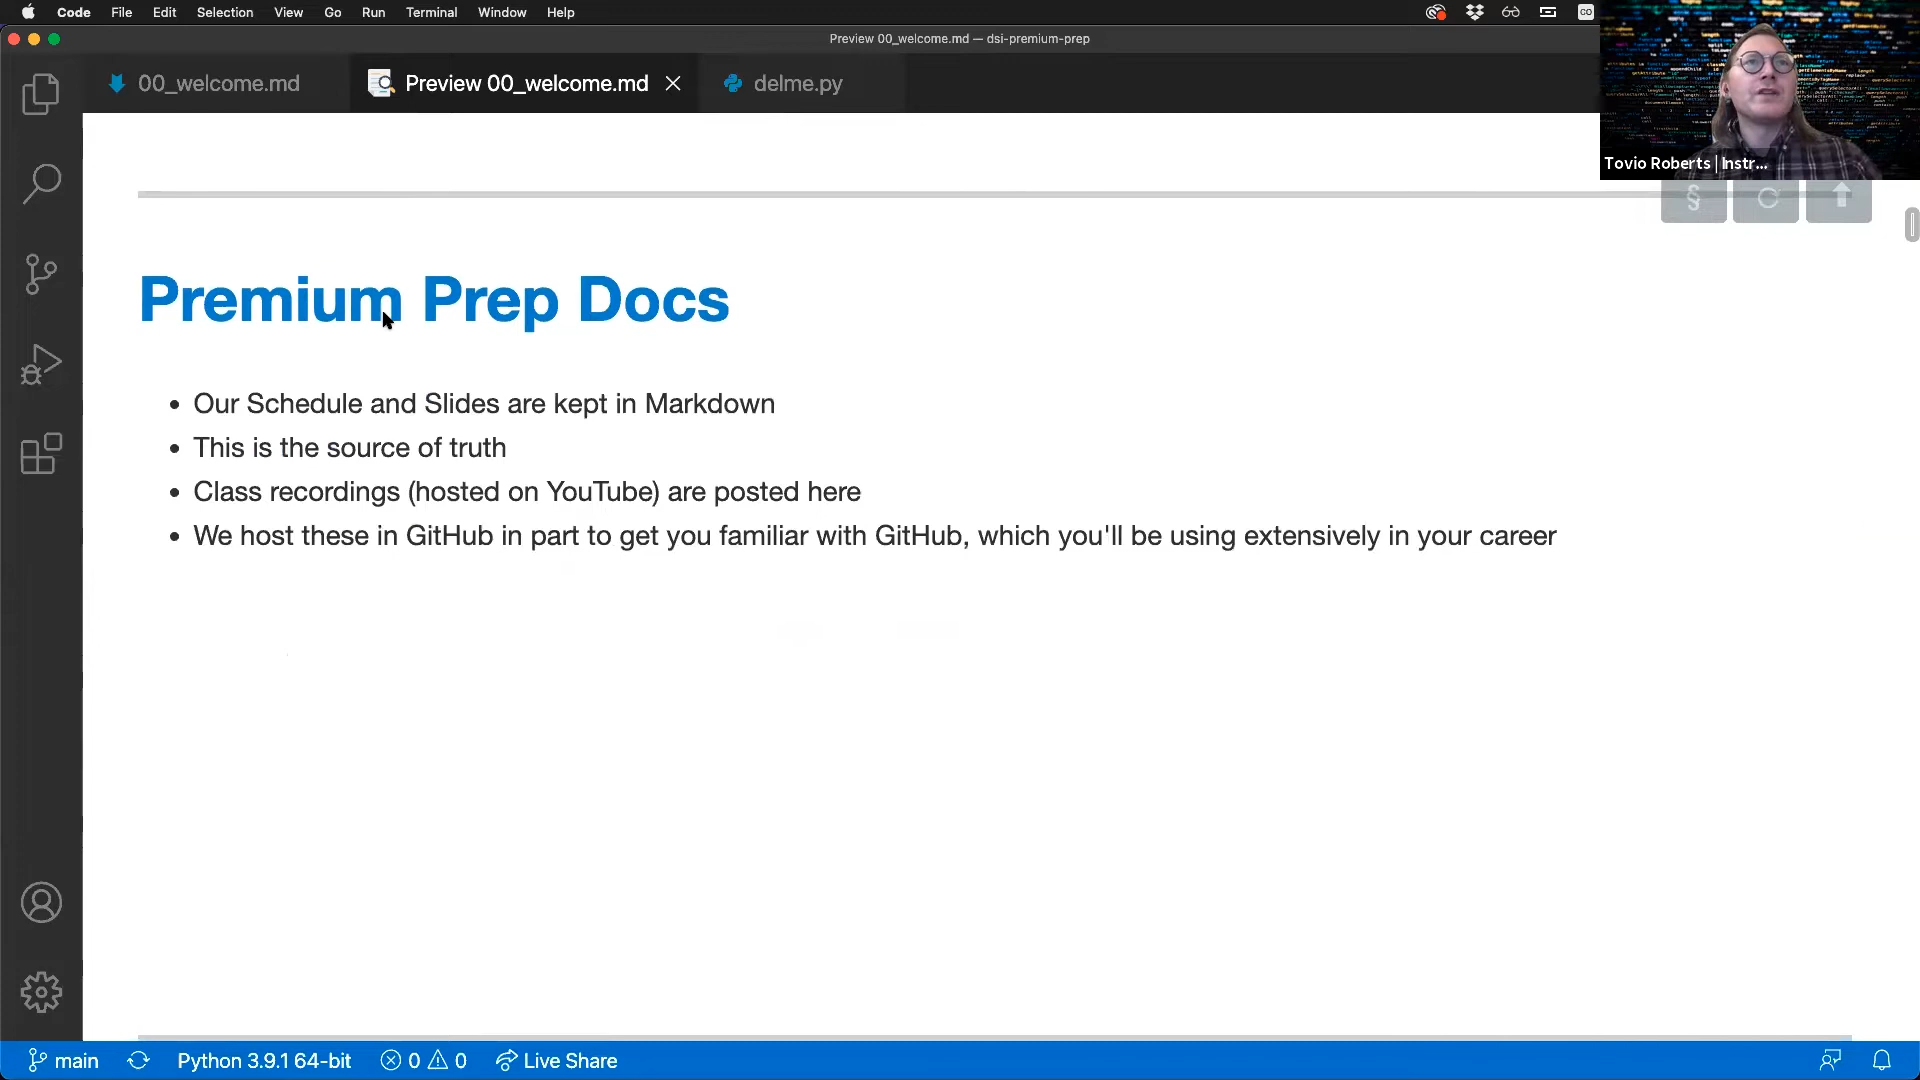 Code File Edit Selection View Go Run Terminal Window Help
Preview 00_welcome.md — dsi-premium-prep
00_welcome.md
Preview 00_welcome.md
delme.py
Tovio Roberts | Instr...
Premium Prep Docs
• Our Schedule and Slides are kept in Markdown
• This is the source of truth
• Class recordings (hosted on YouTube) are posted here
• We host these in GitHub in part to get you familiar with GitHub, which you'll be using extensively in your career
main Python 3.9.1 64-bit 0 0 Live Share